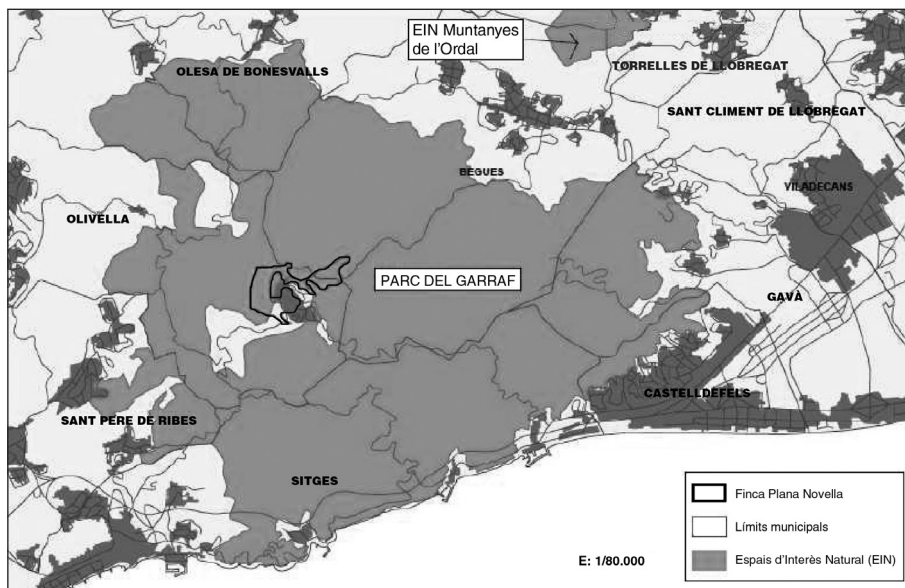 EIN Muntanyes
de l'Ordal
OLESA DE BONESVALLS
TORRELLES DE LLOBREGAT
SANT CLIMENT DE LLOBREGAT
BEGUES
VILADECANS
OLIVELLA
PARC DEL GARRAF
GAVÀ
CASTELLDEFELS
SANT PERE DE RIBES
SITGES
Finca Plana Novella
Límits municipals
E: 1/80.000
Espais d'Interès Natural (EIN)